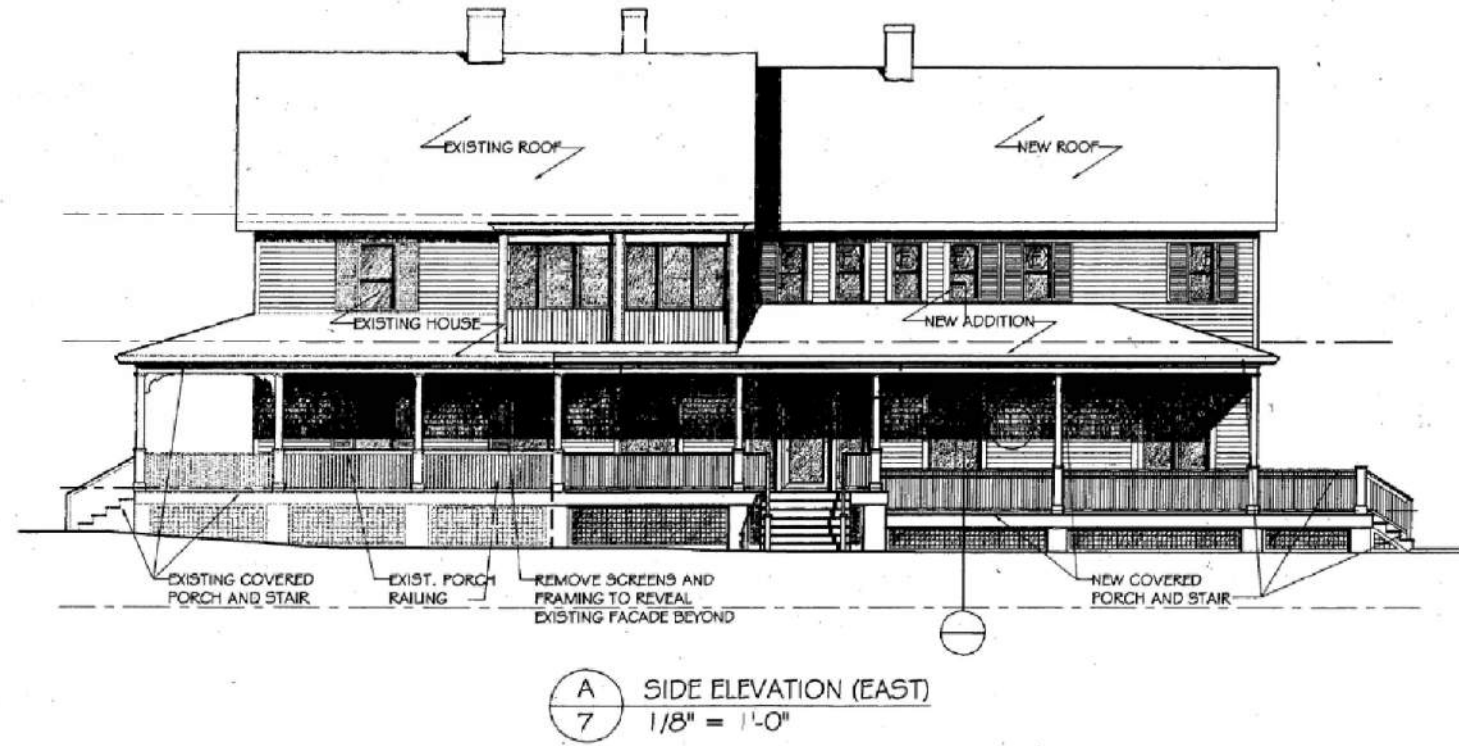 EXISTING ROOF
NEW ROOF
EXISTING HOUSE
NEW ADDITION
EXISTING COVERED
PORCH AND STAIR
EXIST. PORCH
RAILING
REMOVE SCREENS AND
FRAMING TO REVEAL
EXISTING FACADE BEYOND
NEW COVERED
PORCH AND STAIR
A
7
SIDE ELEVATION (EAST)
1/8" = 1'-0"